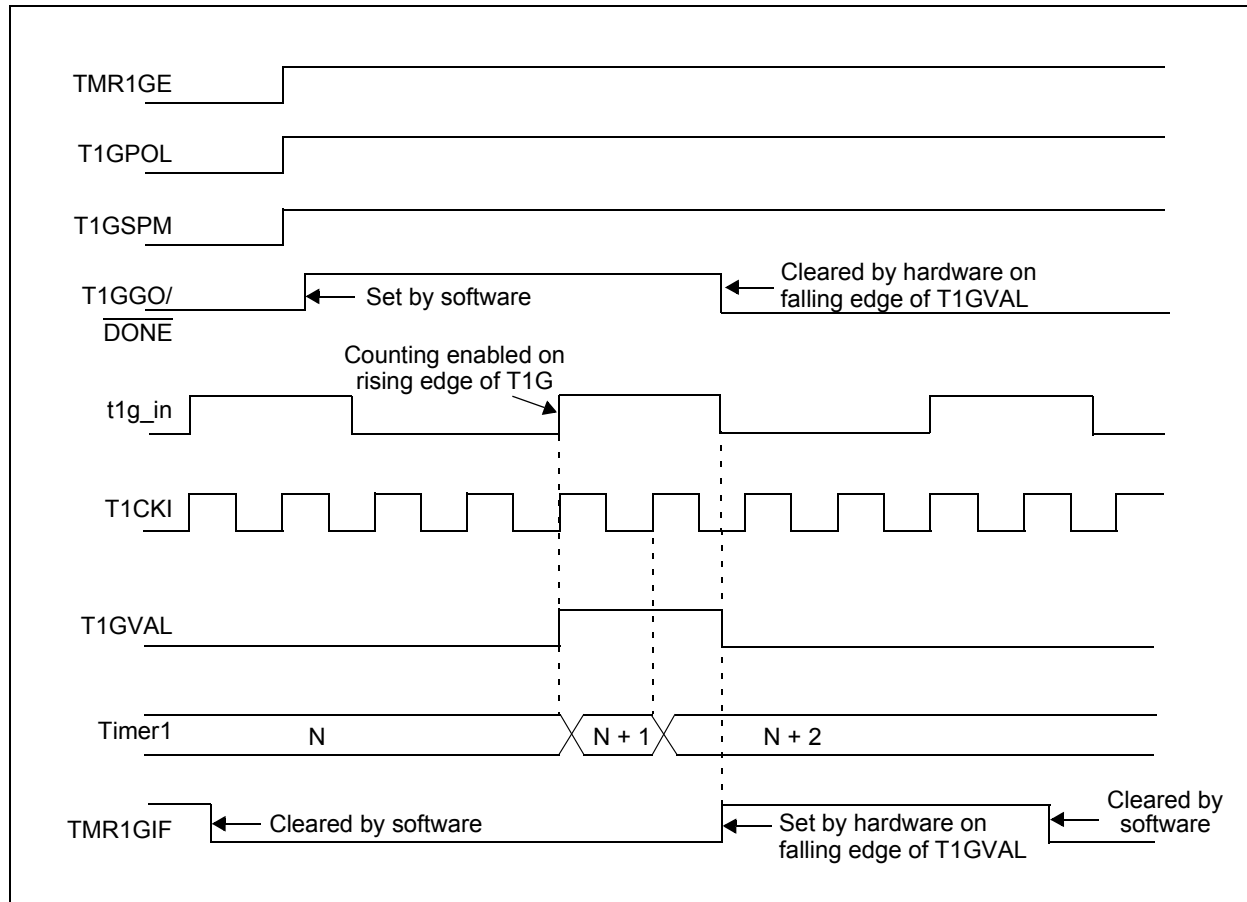 TMR1GE
T1GPOL
T1GSPM
T1GGO/
DONE
Set by software
Cleared by hardware on
falling edge of T1GVAL
Counting enabled on
rising edge of T1G
t1g_in
T1CKI
T1GVAL
Timer1
N
N + 1
N + 2
TMR1GIF
Cleared by software
Set by hardware on
falling edge of T1GVAL
Cleared by
software